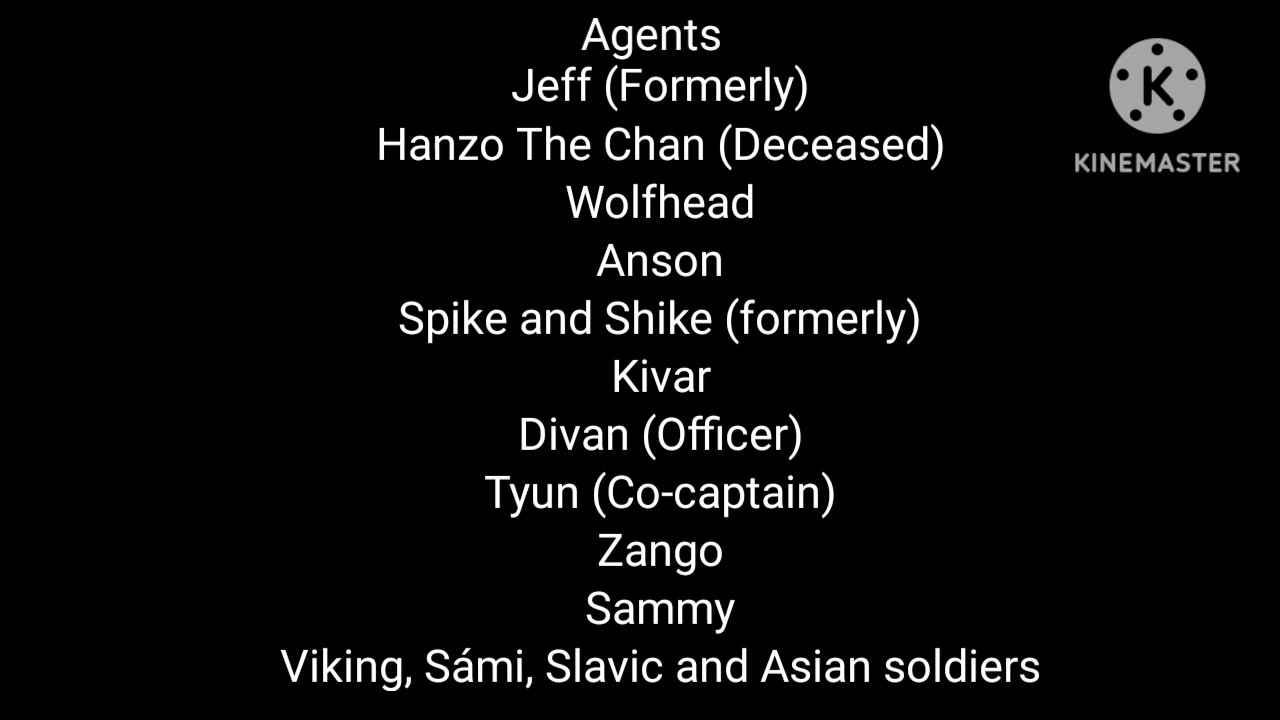 Agents
Jeff (Formerly)
Hanzo The Chan (Deceased)
Wolfhead
Anson
Spike and Shike (formerly)
Kivar
Divan (Officer)
Tyun (Co-captain)
Zango
Sammy
Viking, Sámi, Slavic and Asian soldiers
K
KINEMASTER